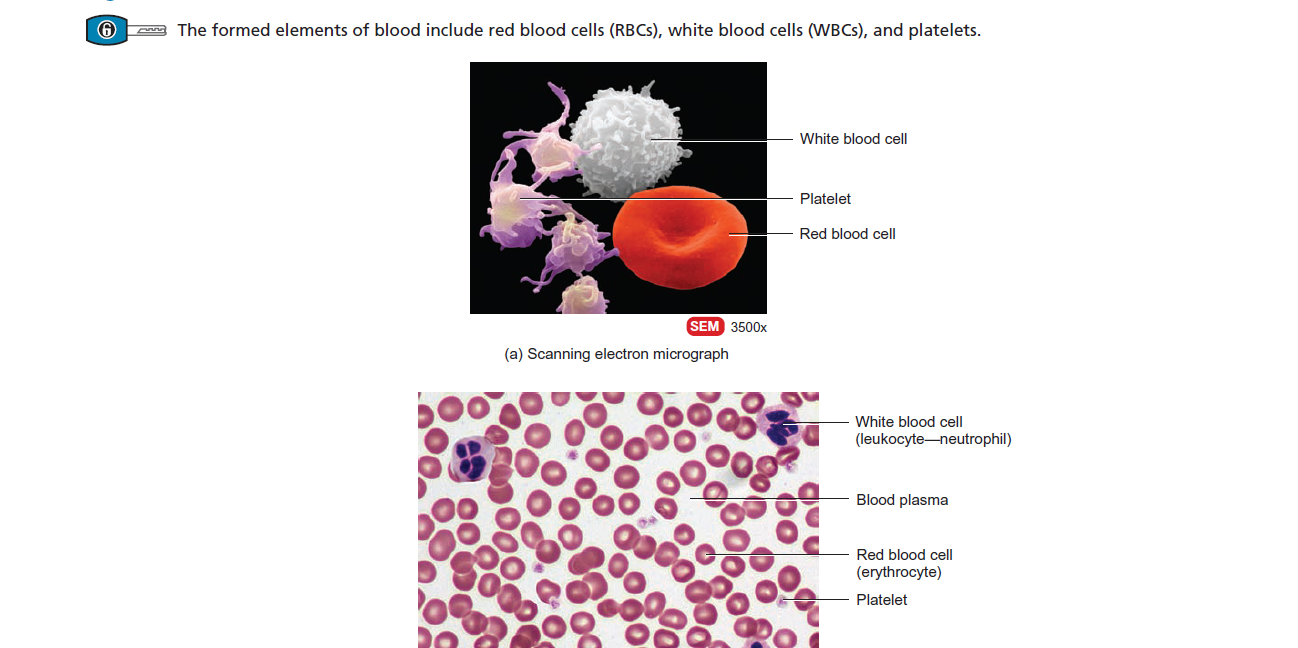 6 The formed elements of blood include red blood cells (RBCs), white blood cells (WBCs), and platelets.
White blood cell
Platelet
Red blood cell
SEM 3500x
(a) Scanning electron micrograph
White blood cell
(leukocyte—neutrophil)
Blood plasma
Red blood cell
(erythrocyte)
Platelet